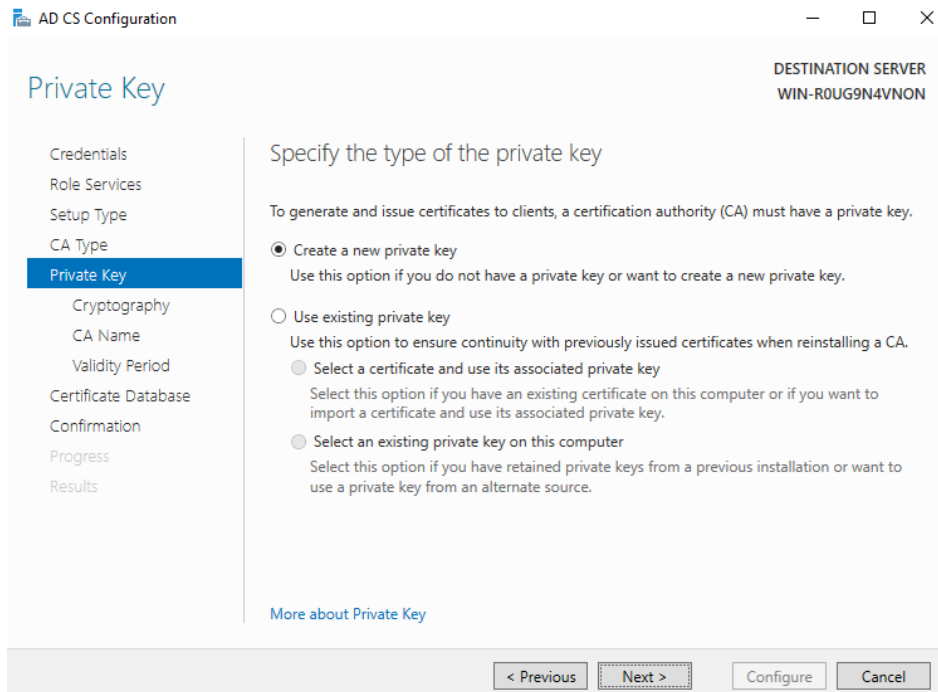 AD CS Configuration
Private Key
DESTINATION SERVER
WIN-R0UG9N4VNON
Credentials
Role Services
Setup Type
CA Type
Private Key
Cryptography
CA Name
Validity Period
Certificate Database
Confirmation
Progress
Results
Specify the type of the private key
To generate and issue certificates to clients, a certification authority (CA) must have a private key.
Create a new private key
Use this option if you do not have a private key or want to create a new private key.
Use existing private key
Use this option to ensure continuity with previously issued certificates when reinstalling a CA.
Select a certificate and use its associated private key
Select this option if you have an existing certificate on this computer or if you want to
import a certificate and use its associated private key.
Select an existing private key on this computer
Select this option if you have retained private keys from a previous installation or want to
use a private key from an alternate source.
More about Private Key
< Previous
Next >
Configure
Cancel